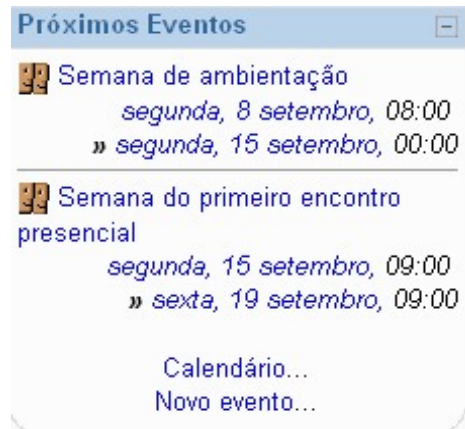 Próximos Eventos
Semana de ambientação
segunda, 8 setembro, 08:00
» segunda, 15 setembro, 00:00
Semana do primeiro encontro
presencial
segunda, 15 setembro, 09:00
» sexta, 19 setembro, 09:00
Calendário...
Novo evento...